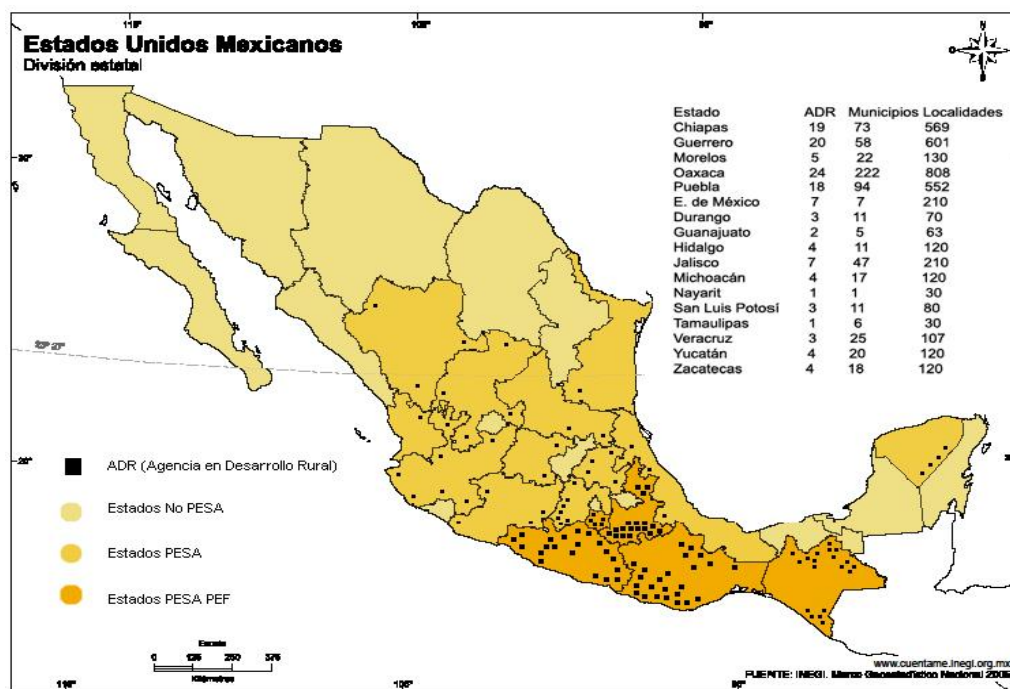 Estados Unidos Mexicanos
División estatal
N
Estado ADR Municipios Localidades
Chiapas 19 73 569
Guerrero 20 58 601
Morelos 5 22 130
Oaxaca 24 222 808
Puebla 18 94 552
E. de México 7 7 210
Durango 3 11 70
Guanajuato 2 5 63
Hidalgo 4 11 120
Jalisco 7 47 210
Michoacán 4 17 120
Nayarit 1 1 30
San Luis Potosí 3 11 80
Tamaulipas 1 6 30
Veracruz 3 25 107
Yucatán 4 20 120
Zacatecas 4 18 120
ADR (Agencia en Desarrollo Rural)
Estados No PESA
Estados PESA
Estados PESA PEF
Escala
0 125 250 375
Kilómetros
www.cuentame.inegi.org.mx
FUENTE: INEGI. Marco Geoestadístico Nacional 2005